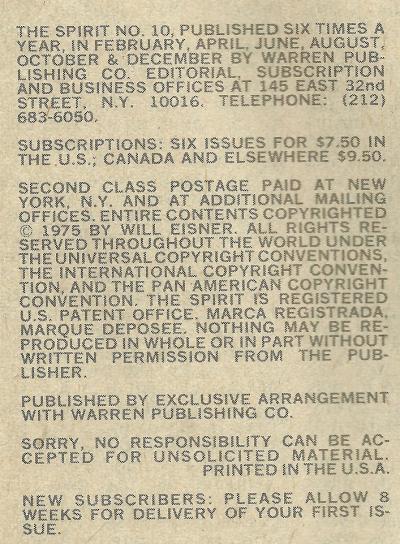 THE SPIRIT NO. 10, PUBLISHED SIX TIMES A
YEAR, IN FEBRUARY, APRIL, JUNE, AUGUST,
OCTOBER & DECEMBER BY WARREN PUB-
LISHING CO. EDITORIAL, SUBSCRIPTION
AND BUSINESS OFFICES AT 145 EAST 32nd
STREET, N.Y. 10016. TELEPHONE: (212)
683-6050.
SUBSCRIPTIONS: SIX ISSUES FOR $7.50 IN
THE U.S.; CANADA AND ELSEWHERE $9.50.
SECOND CLASS POSTAGE PAID AT NEW
YORK, N.Y. AND AT ADDITIONAL MAILING
OFFICES. ENTIRE CONTENTS COPYRIGHTED
© 1975 BY WILL EISNER. ALL RIGHTS RE-
SERVED THROUGHOUT THE WORLD UNDER
THE UNIVERSAL COPYRIGHT CONVENTIONS,
THE INTERNATIONAL COPYRIGHT CONVEN-
TION, AND THE PAN AMERICAN COPYRIGHT
CONVENTION. THE SPIRIT IS REGISTERED
U.S. PATENT OFFICE, MARCA REGISTRADA,
MARQUE DEPOSEE. NOTHING MAY BE RE-
PRODUCED IN WHOLE OR IN PART WITHOUT
WRITTEN PERMISSION FROM THE PUB-
LISHER.
PUBLISHED BY EXCLUSIVE ARRANGEMENT
WITH WARREN PUBLISHING CO.
SORRY, NO RESPONSIBILITY CAN BE AC-
CEPTED FOR UNSOLICITED MATERIAL.
PRINTED IN THE U.S.A.
NEW SUBSCRIBERS: PLEASE ALLOW 8
WEEKS FOR DELIVERY OF YOUR FIRST IS-
SUE.